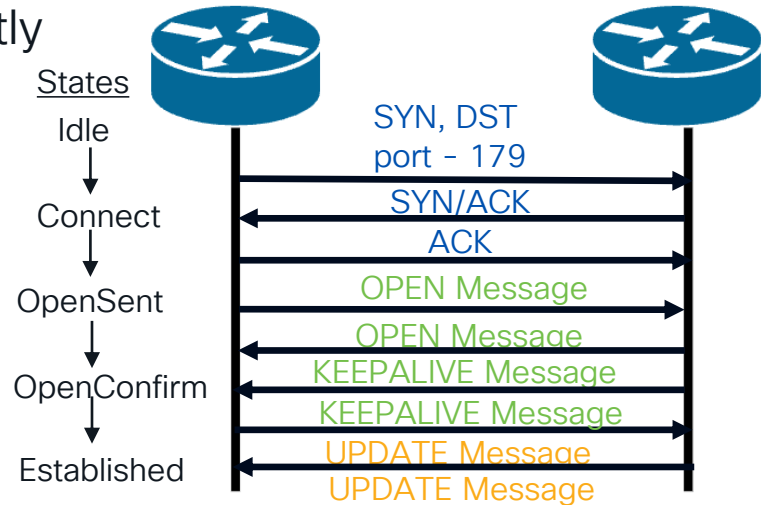 tly
States
Idle
Connect
OpenSent
OpenConfirm
Established
SYN, DST
port - 179
SYN/ACK
ACK
OPEN Message
OPEN Message
KEEPALIVE Message
KEEPALIVE Message
UPDATE Message
UPDATE Message